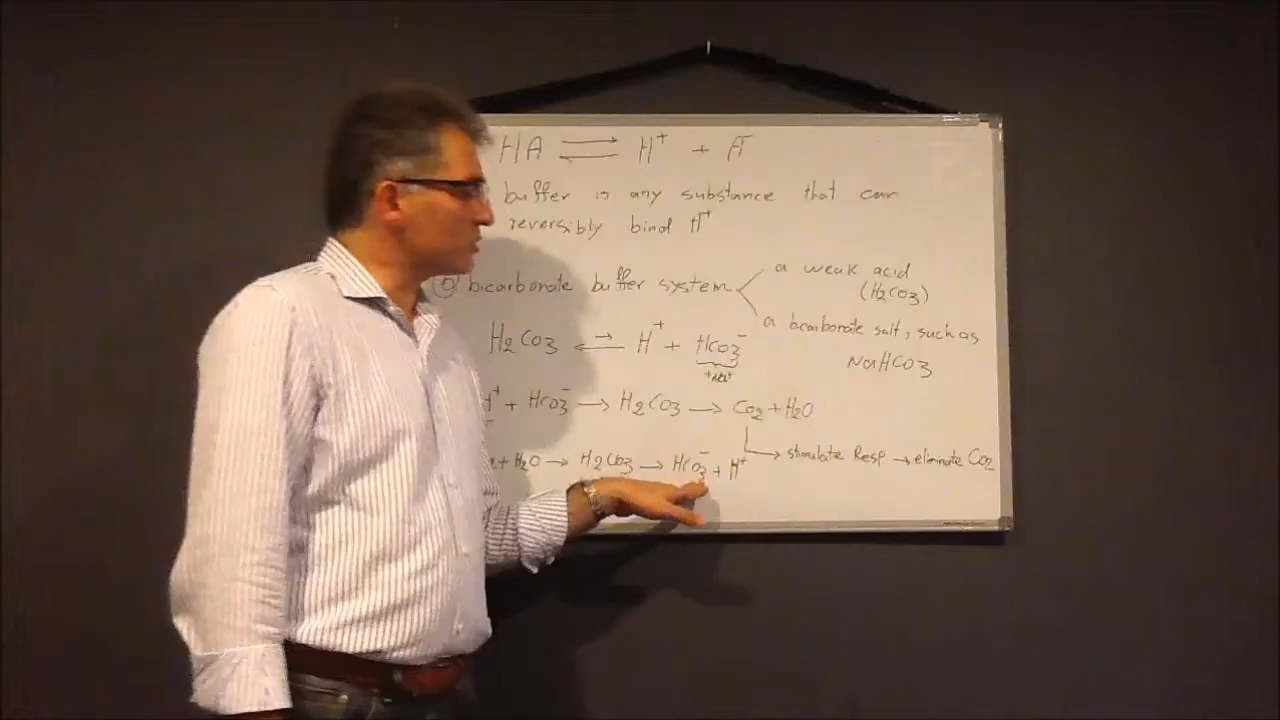 HA ⇌ H⁺ + A⁻
buffer is any substance that can
reversibly bind H⁺
① bicarbonate buffer system
a weak acid
(H₂CO₃)
a bicarbonate salt, such as
NaHCO3
H₂CO₃ ⇌ H⁺ + HCO₃⁻
H⁺ + HCO₃⁻ → H₂CO₃ → CO₂ + H₂O
+ H₂O → H₂CO₃ → HCO₃⁻ + H⁺
stimulate Resp → eliminate CO₂